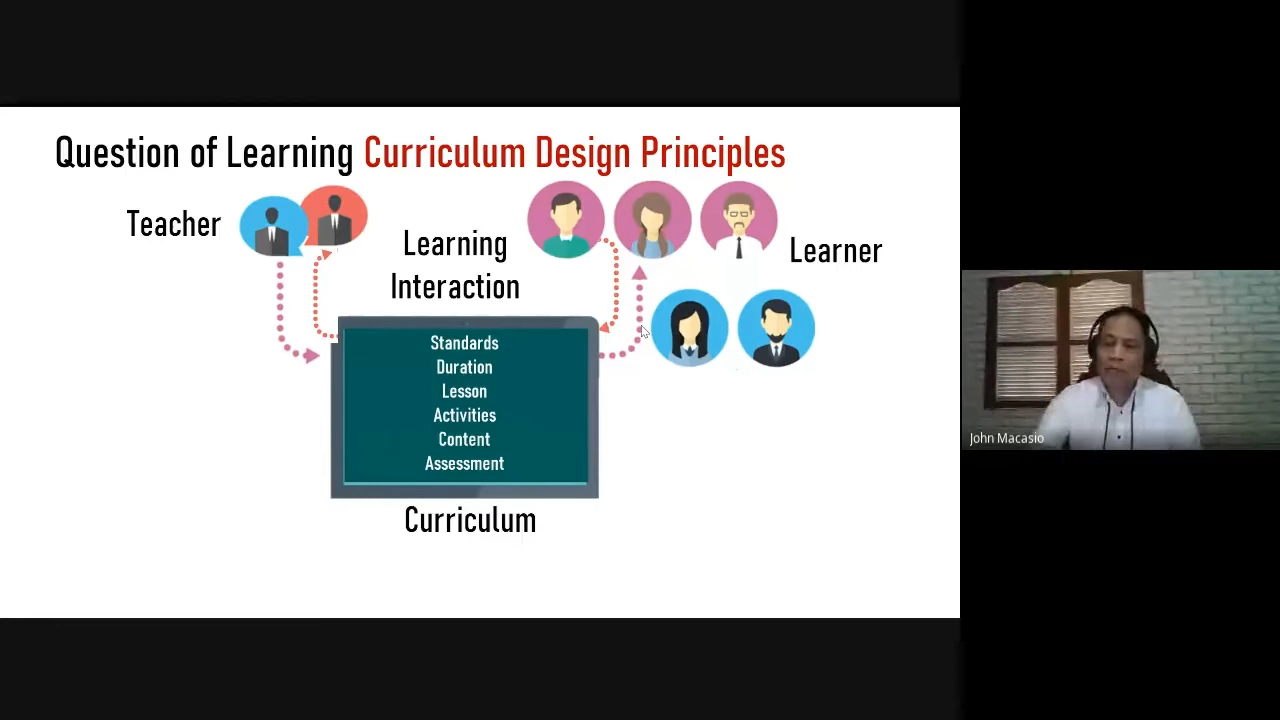 Question of Learning Curriculum Design Principles
Teacher
Learning
Interaction
Learner
Standards
Duration
Lesson
Activities
Content
Assessment
Curriculum
John Macasio